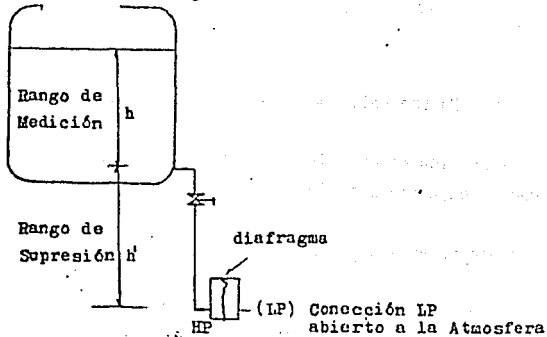 Rango de
Medición
h
Rango de
Supresión h'
diafragma
(LP) Conección LP
HP
abierto a la Atmosfera